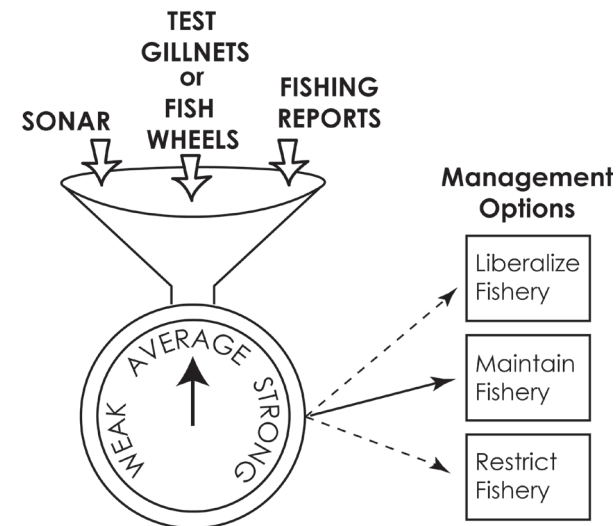 TEST
GILLNETS
or
FISH
WHEELS
SONAR
FISHING
REPORTS
Management
Options
Liberalize
Fishery
Maintain
Fishery
Restrict
Fishery
WEAK
AVERAGE
STRONG